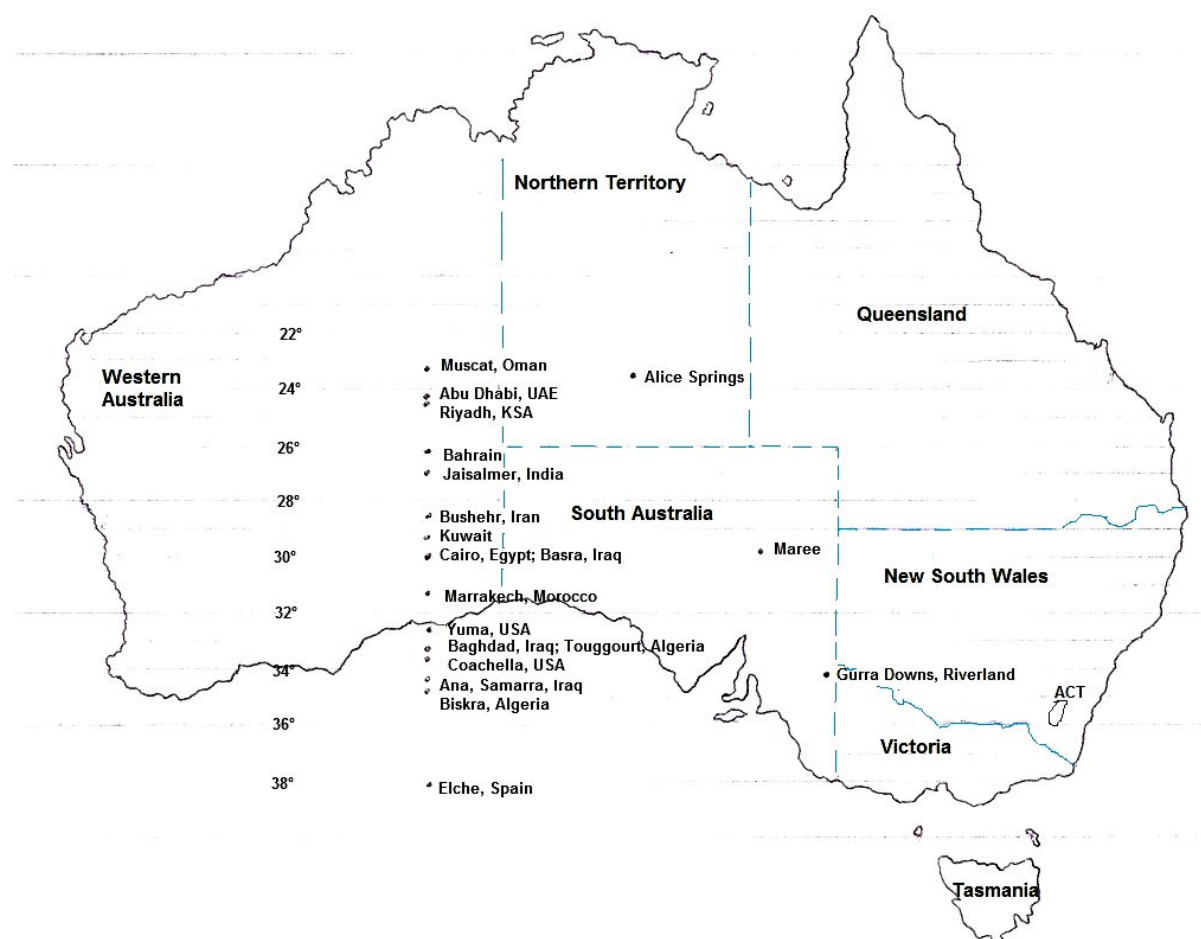 Northern Territory
Queensland
22°
Western
Australia
Muscat, Oman
Alice Springs
24°
Abu Dhabi, UAE
Riyadh, KSA
26°
Bahrain
Jaisalmer, India
28°
Bushehr, Iran
South Australia
Kuwait
30°
Cairo, Egypt; Basra, Iraq
Maree
New South Wales
Marrakech, Morocco
32°
Yuma, USA
Baghdad, Iraq; Touggourt, Algeria
34°
Coachella, USA
Gurra Downs, Riverland
Ana, Samarra, Iraq
ACT
Biskra, Algeria
36°
Victoria
38°
Elche, Spain
Tasmania